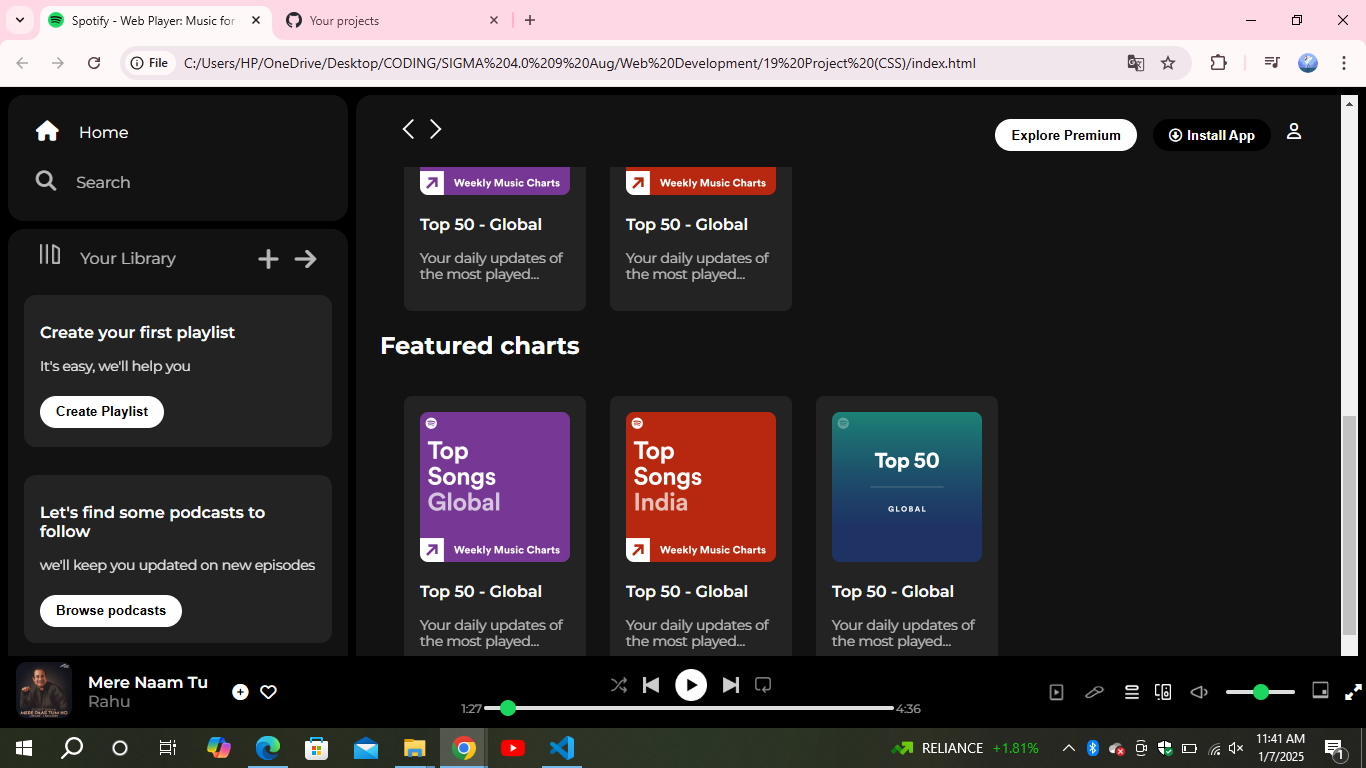 Spotify - Web Player: Music for
Your projects
File
C:/Users/HP/OneDrive/Desktop/CODING/SIGMA%204.0%209%20Aug/Web%20Development/19%20Project%20(CSS)/index.html
Home
Search
Your Library
Create your first playlist
It's easy, we'll help you
Create Playlist
Let's find some podcasts to
follow
we'll keep you updated on new episodes
Browse podcasts
Explore Premium
Install App
Weekly Music Charts
Top 50 - Global
Your daily updates of
the most played...
Weekly Music Charts
Top 50 - Global
Your daily updates of
the most played...
Featured charts
Top
Songs
Global
Weekly Music Charts
Top 50 - Global
Your daily updates of
the most played...
Top
Songs
India
Weekly Music Charts
Top 50 - Global
Your daily updates of
the most played...
Top 50
GLOBAL
Top 50 - Global
Your daily updates of
the most played...
Mere Naam Tu
Rahu
1:27
4:36
RELIANCE +1.81%
11:41 AM
1/7/2025
1